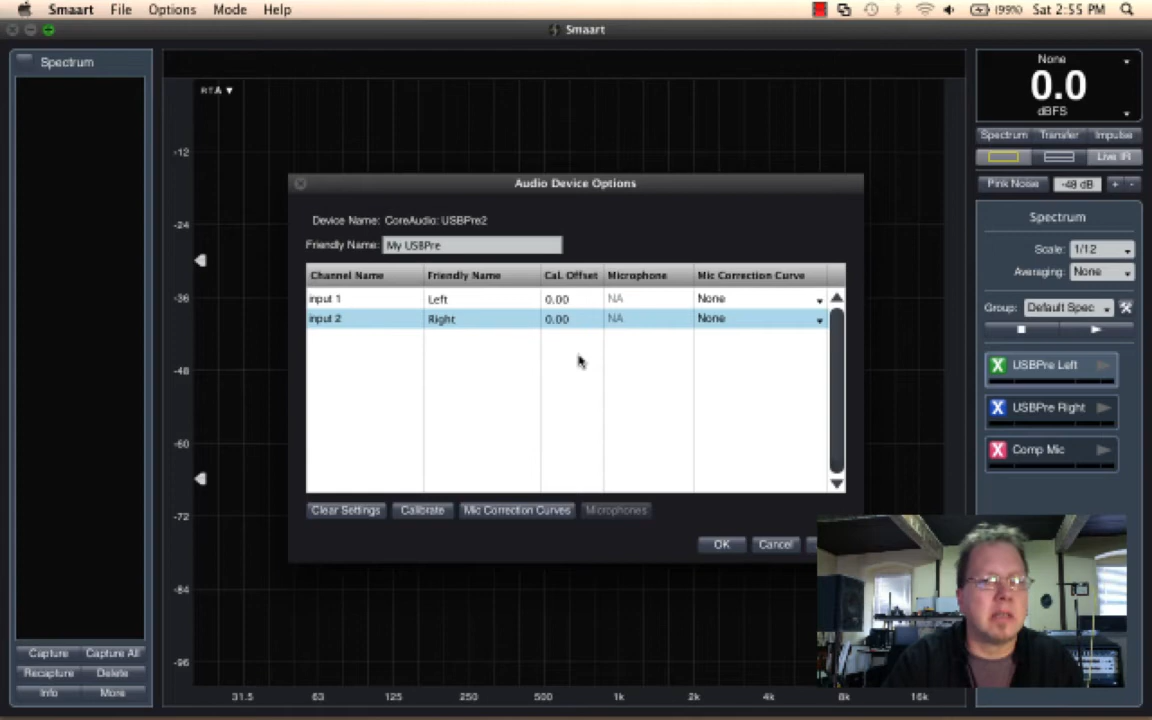 Smaart File Options Mode Help (99%) Sat 2:55 PM
Smaart
Spectrum
RTA
None
0.0
dBFS
Spectrum Transfer Impulse
Live IR
Pink Noise -48 dB + -
-12
-24
-36
-48
-60
-72
-84
-96
31.5 63 125 250 500 1k 2k 4k 8k 16k
Audio Device Options
Device Name: CoreAudio: USBPre2
Friendly Name: My USBPre
Channel Name Friendly Name Cal. Offset Microphone Mic Correction Curve
input 1 Left 0.00 NA None
input 2 Right 0.00 NA None
Clear Settings Calibrate Mic Correction Curves Microphones
OK Cancel
Spectrum
Scale: 1/12
Averaging: None
Group: Default Spec
X USBPre Left
X USBPre Right
X Comp Mic
Capture Capture All
Recapture Delete
Info More